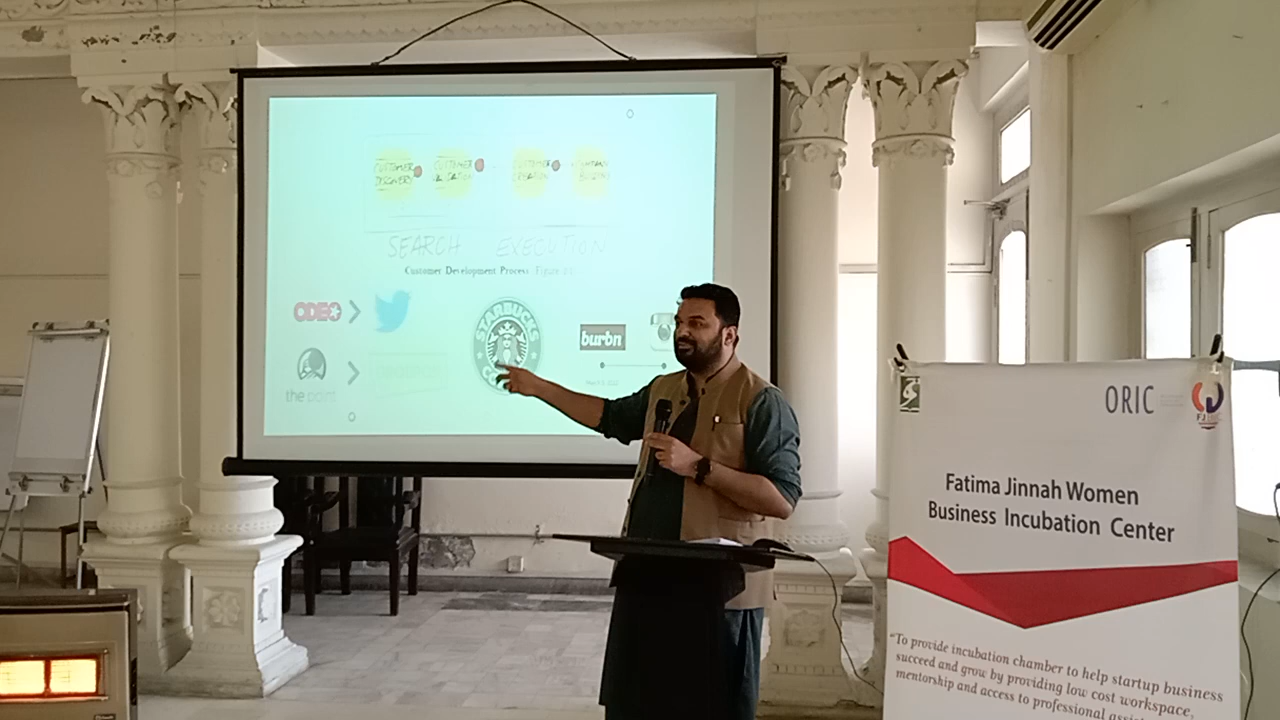 CUSTOMER
DISCOVERY
CUSTOMER
CUSTOMER
CREATION
COMPANY
BUILDING
SEARCH EXECUTION
Customer Development Process
ODEO
STARBUCKS
burbn
the point
ORIC
FJ
Fatima Jinnah Women
Business Incubation Center
"To provide incubation chamber to help startup business
succeed and grow by providing low cost workspace,
mentorship and access to professional